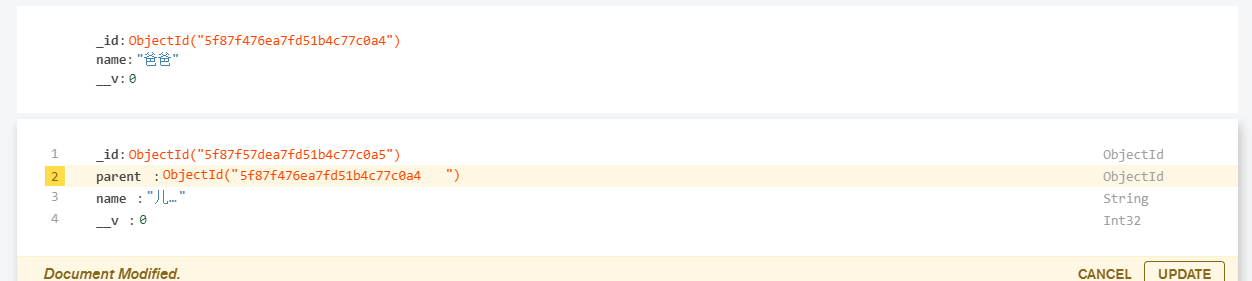 _id: ObjectId("5f87f476ea7fd51b4c77c0a4")
name: "爸爸"
__v: 0
1 _id: ObjectId("5f87f57dea7fd51b4c77c0a5") ObjectId
2 parent : ObjectId("5f87f476ea7fd51b4c77c0a4 ") ObjectId
3 name : "儿…" String
4 __v : 0 Int32
Document Modified. CANCEL UPDATE